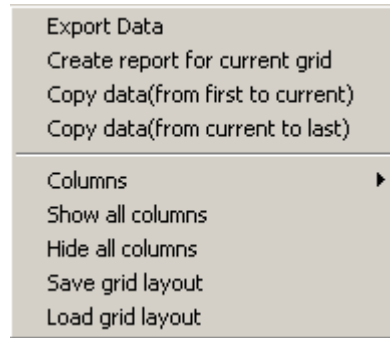 Export Data
Create report for current grid
Copy data(from first to current)
Copy data(from current to last)
Columns
Show all columns
Hide all columns
Save grid layout
Load grid layout